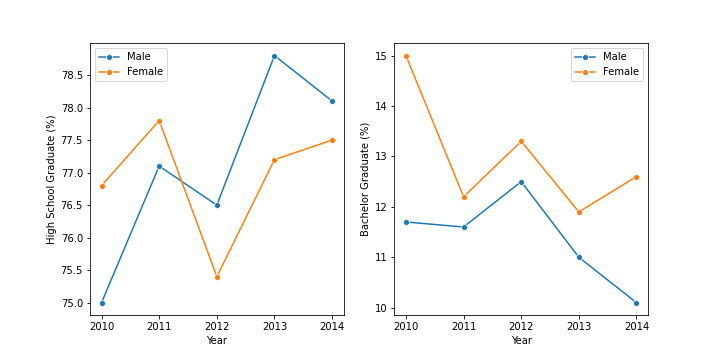 Male
Female
High School Graduate (%)
78.5
78.0
77.5
77.0
76.5
76.0
75.5
75.0
2010 2011 2012 2013 2014
Year
Male
Female
Bachelor Graduate (%)
15
14
13
12
11
10
2010 2011 2012 2013 2014
Year